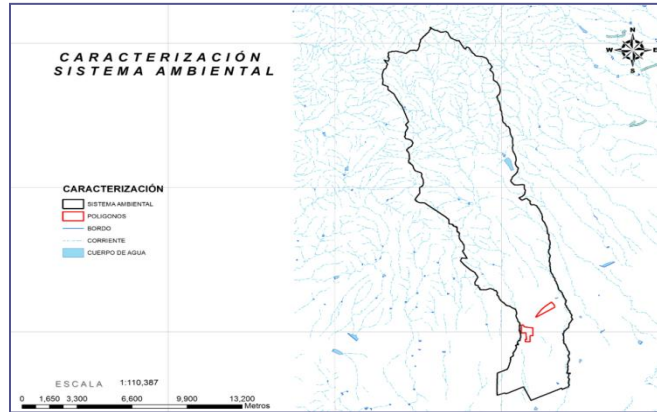 CARACTERIZACIÓN
SISTEMA AMBIENTAL
N
W E
S
CARACTERIZACIÓN
SISTEMA AMBIENTAL
POLIGONOS
BORDO
CORRIENTE
CUERPO DE AGUA
ESCALA 1:110,387
0 1,650 3,300 6,600 9,900 13,200
Metros